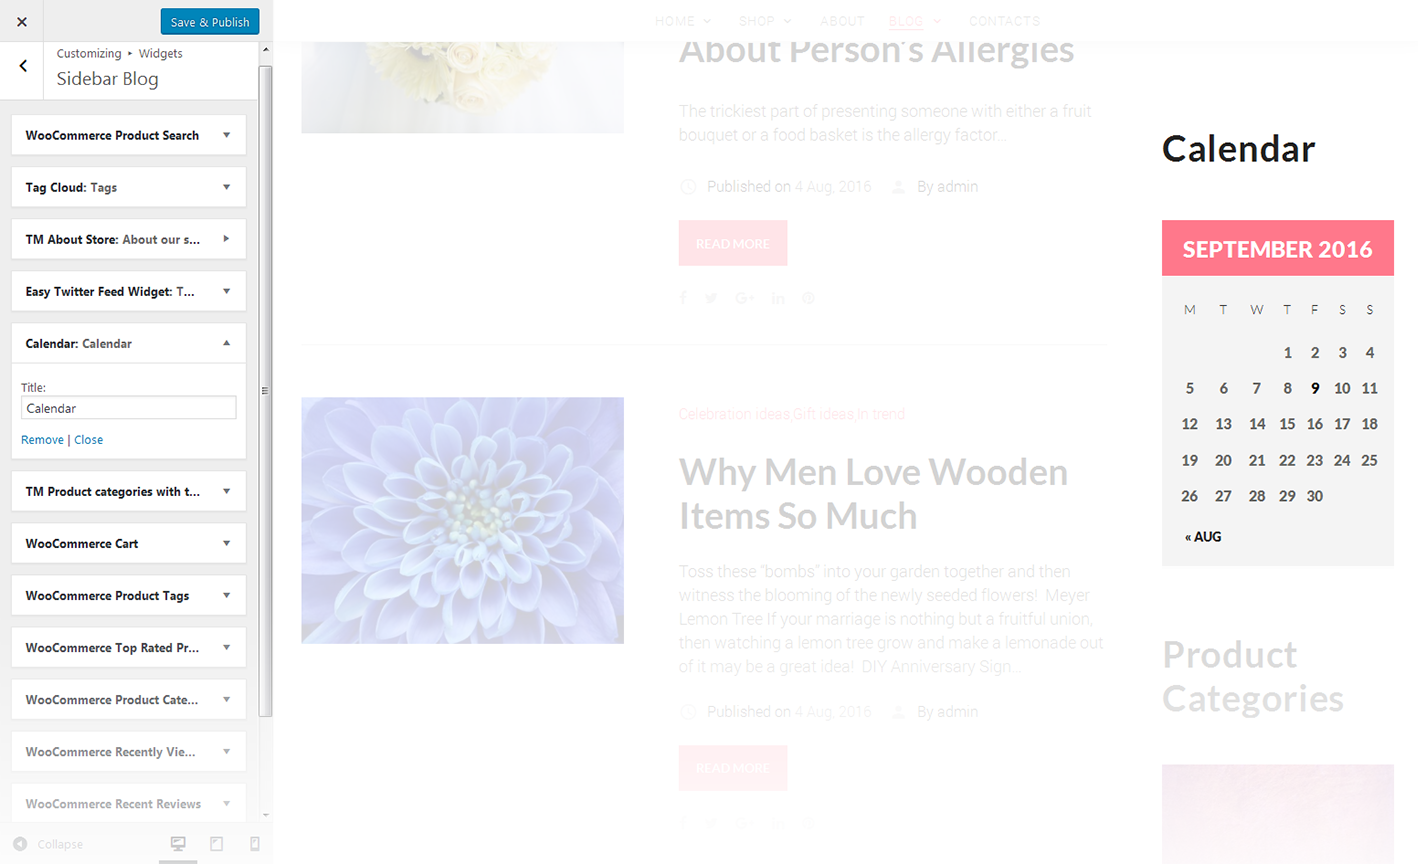 Save & Publish
Customizing ▸ Widgets
Sidebar Blog
WooCommerce Product Search
Tag Cloud: Tags
TM About Store: About our s...
Easy Twitter Feed Widget: T...
Calendar: Calendar
Title:
Calendar
Remove | Close
TM Product categories with t...
WooCommerce Cart
WooCommerce Product Tags
WooCommerce Top Rated Pr...
WooCommerce Product Cate...
WooCommerce Recently Vie...
WooCommerce Recent Reviews
Collapse
HOME SHOP ABOUT BLOG CONTACTS
About Person's Allergies
The trickiest part of presenting someone with either a fruit
bouquet or a food basket is the allergy factor...
Published on 4 Aug, 2016 By admin
READ MORE
Celebration ideas,Gift ideas,In trend
Why Men Love Wooden
Items So Much
Toss these “bombs” into your garden together and then
witness the blooming of the newly seeded flowers! Meyer
Lemon Tree If your marriage is nothing but a fruitful union,
then watching a lemon tree grow and make a lemonade out
of it may be a great idea! DIY Anniversary Sign...
Published on 4 Aug, 2016 By admin
READ MORE
Calendar
SEPTEMBER 2016
M T W T F S S
1 2 3 4
5 6 7 8 9 10 11
12 13 14 15 16 17 18
19 20 21 22 23 24 25
26 27 28 29 30
« AUG
Product
Categories